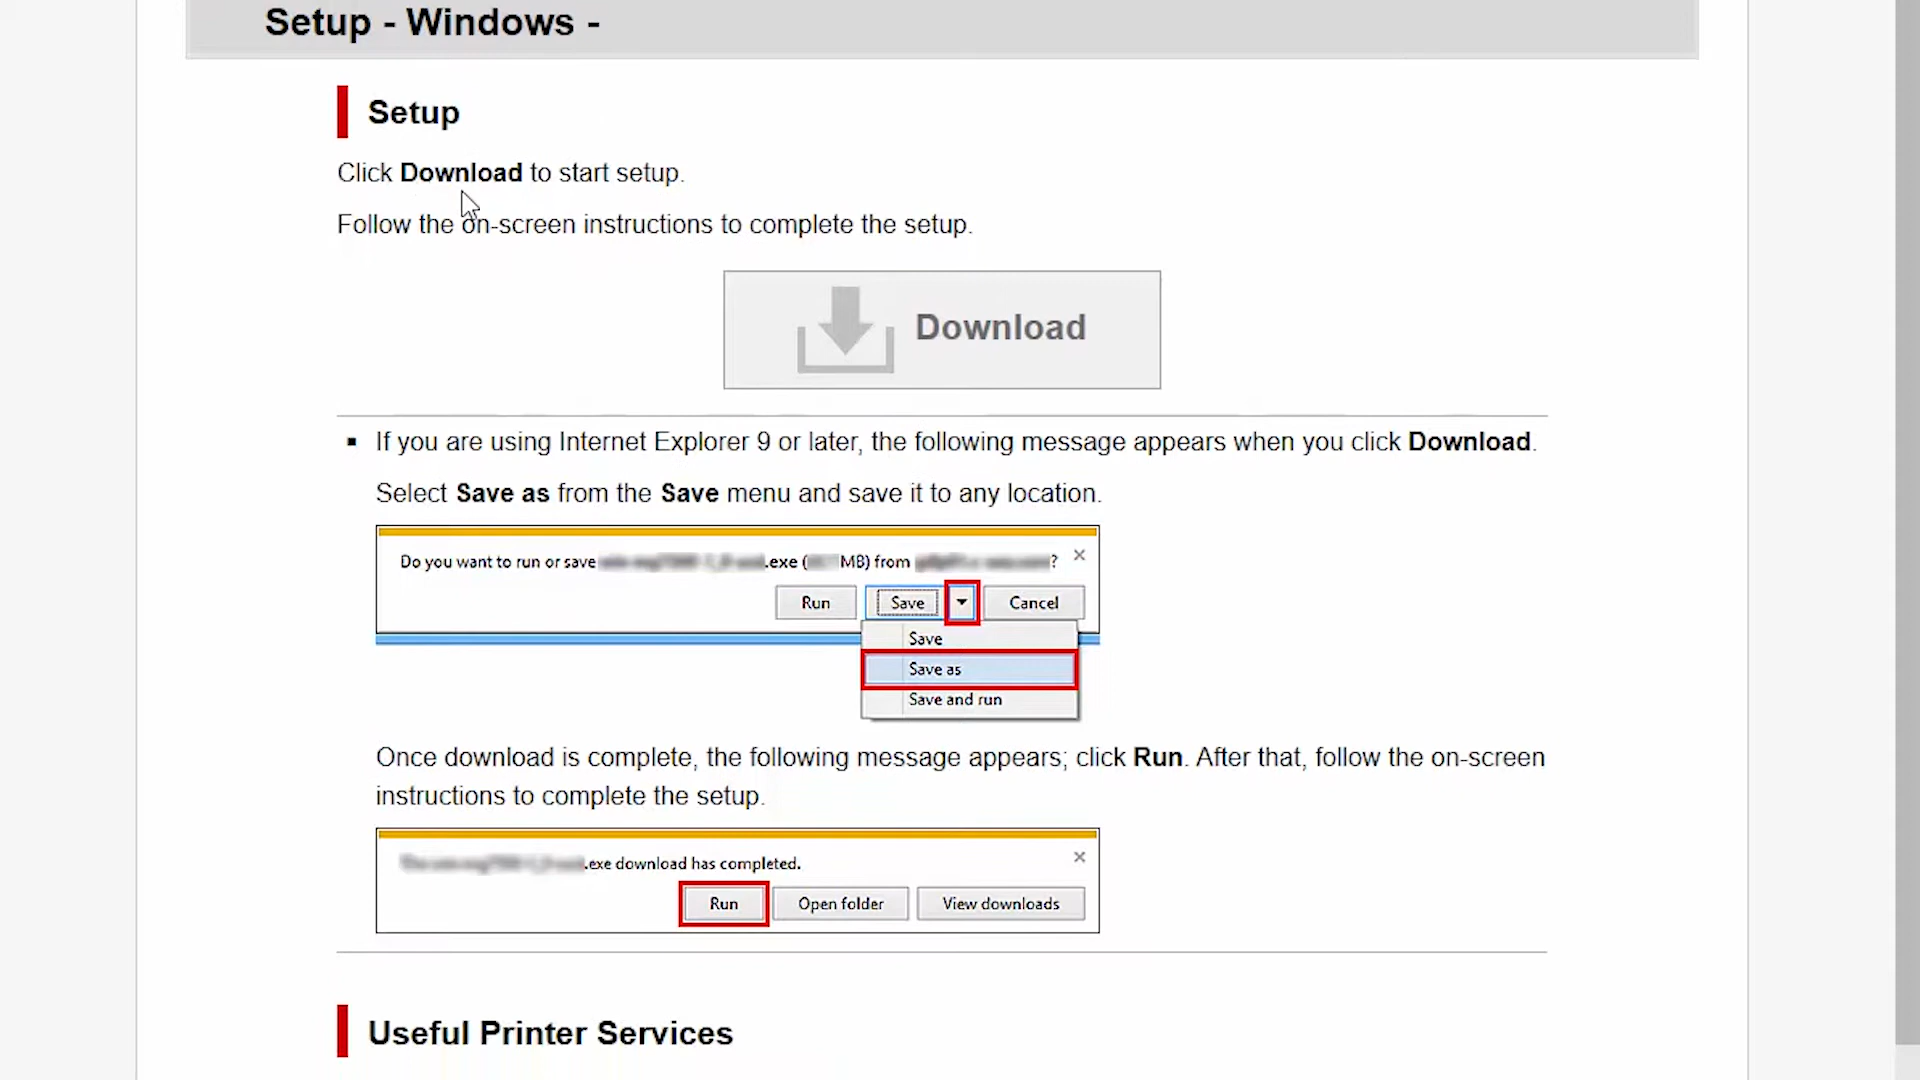 Setup - Windows -
Setup
Click Download to start setup.
Follow the on-screen instructions to complete the setup.
Download
If you are using Internet Explorer 9 or later, the following message appears when you click Download.
Select Save as from the Save menu and save it to any location.
Do you want to run or save .exe ( MB) from ?
Run Save Cancel
Save
Save as
Save and run
Once download is complete, the following message appears; click Run. After that, follow the on-screen
instructions to complete the setup.
.exe download has completed.
Run Open folder View downloads
Useful Printer Services